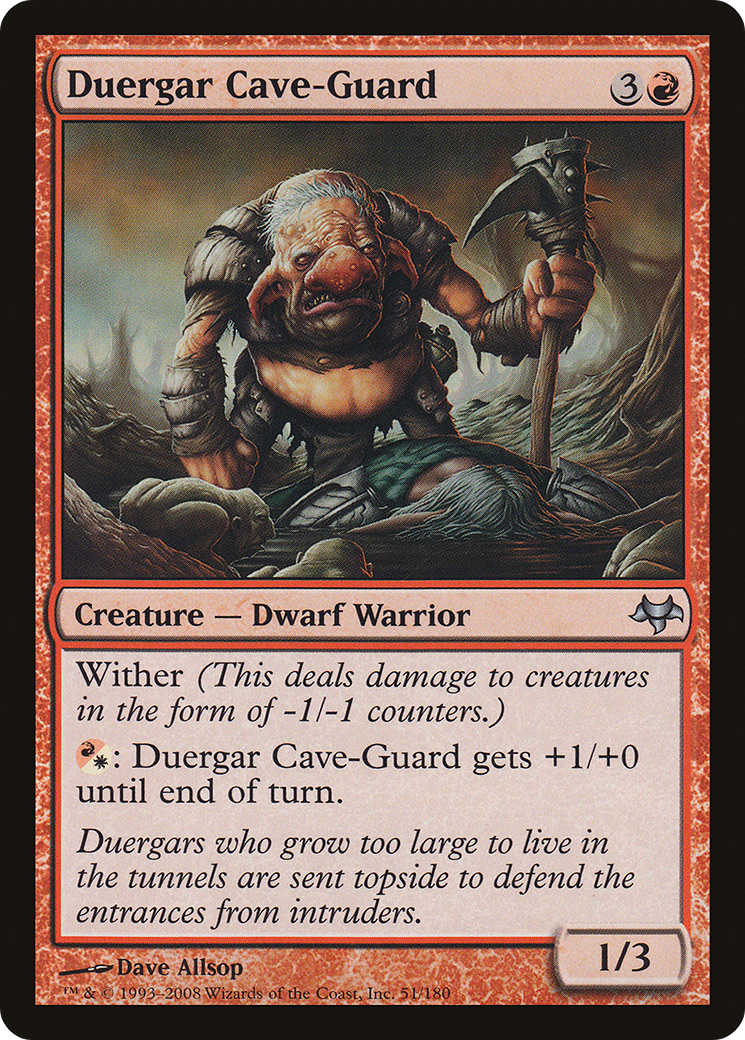 Duergar Cave-Guard 3
Creature — Dwarf Warrior
Wither (This deals damage to creatures
in the form of -1/-1 counters.)
: Duergar Cave-Guard gets +1/+0
until end of turn.
Duergars who grow too large to live in
the tunnels are sent topside to defend the
entrances from intruders.
1/3
Dave Allsop
™ & © 1993–2008 Wizards of the Coast, Inc. 51/180